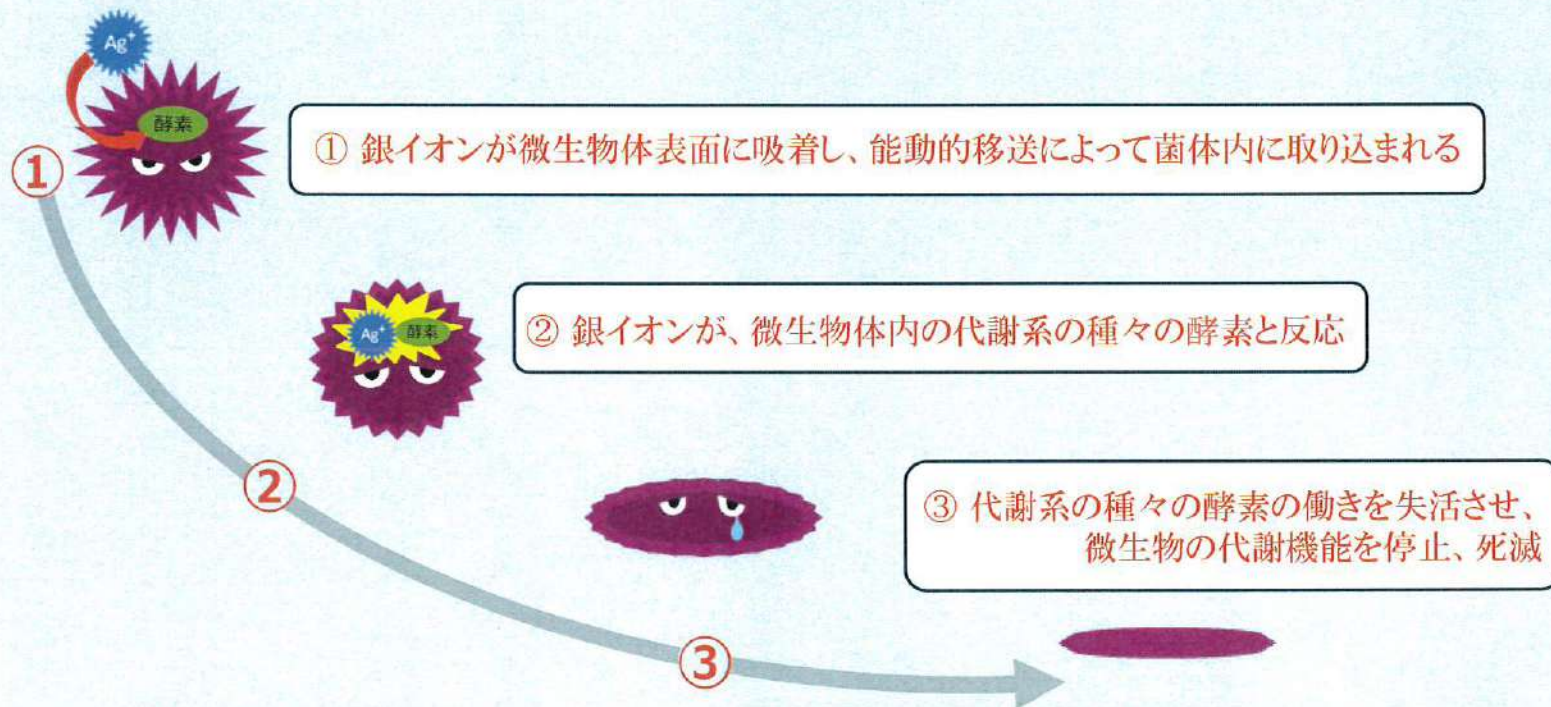 Ag⁺
酵素
①
① 銀イオンが微生物体表面に吸着し、能動的移送によって菌体内に取り込まれる
Ag⁺
酵素
② 銀イオンが、微生物体内の代謝系の種々の酵素と反応
②
③ 代謝系の種々の酵素の働きを失活させ、
微生物の代謝機能を停止、死滅
③